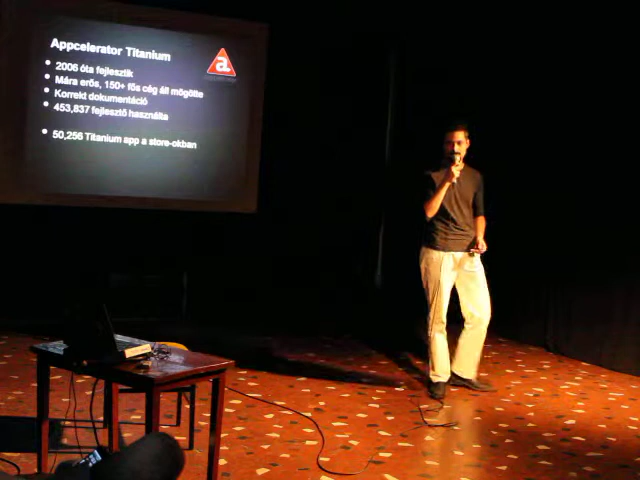 Appcelerator Titanium
2006 óta fejlesztik
Mára erős, 150+ fős cég áll mögötte
Korrekt dokumentáció
453,837 fejlesztő használta
50,256 Titanium app a store-okban
a